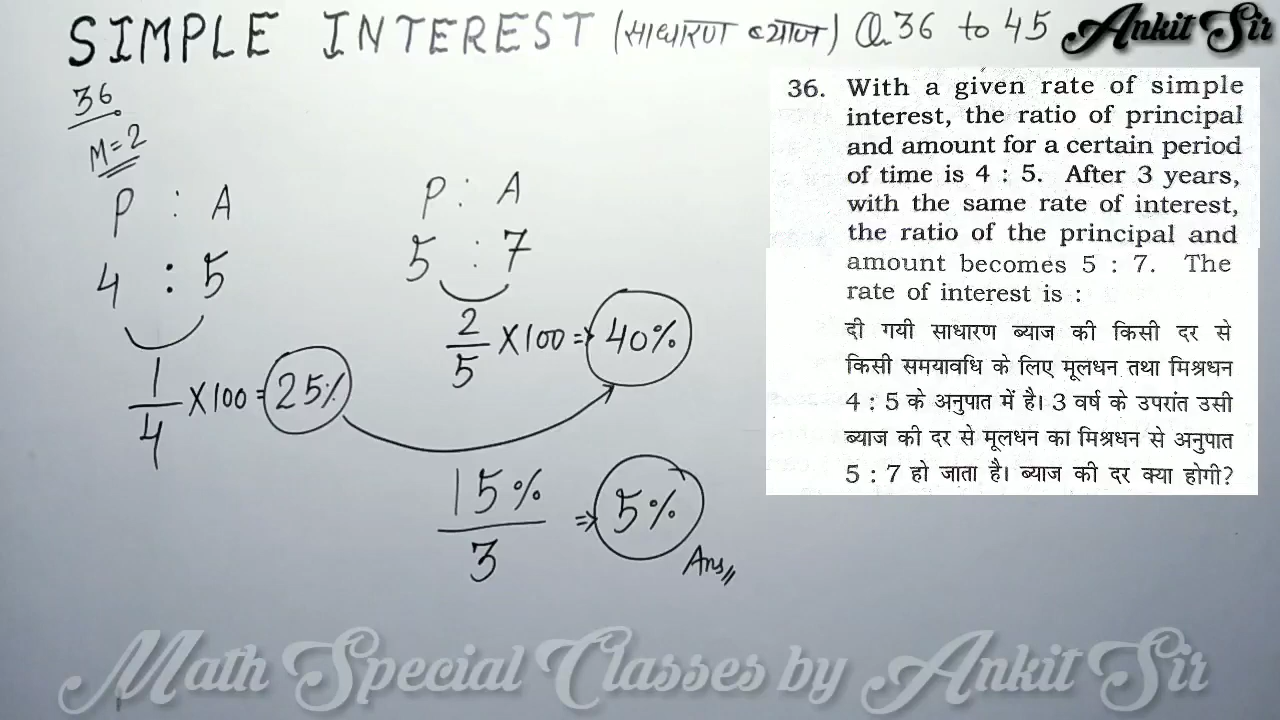 SIMPLE INTEREST (साधारण ब्याज) Q.36 to 45
Ankit Sir
36.
M=2
P : A
4 : 5
1/4 X100 = 25%
P : A
5 : 7
2/5 X100 => 40%
15%/3 => 5%
Ans
36. With a given rate of simple
interest, the ratio of principal
and amount for a certain period
of time is 4 : 5. After 3 years,
with the same rate of interest,
the ratio of the principal and
amount becomes 5 : 7. The
rate of interest is :
दी गयी साधारण ब्याज की किसी दर से
किसी समयावधि के लिए मूलधन तथा मिश्रधन
4 : 5 के अनुपात में है। 3 वर्ष के उपरांत उसी
ब्याज की दर से मूलधन का मिश्रधन से अनुपात
5 : 7 हो जाता है। ब्याज की दर क्या होगी?
Math Special Classes by Ankit Sir